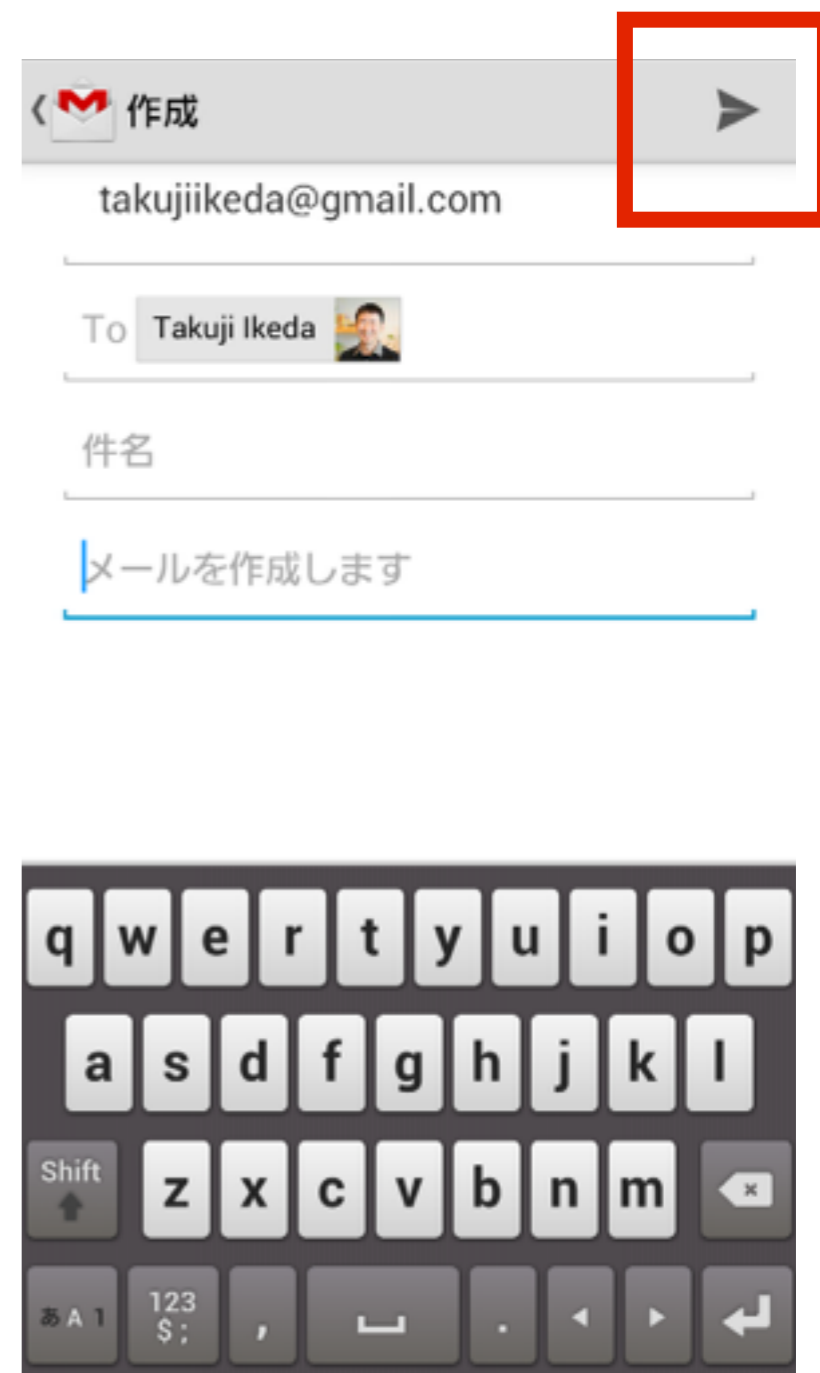 作成
takujiikeda@gmail.com
To Takuji Ikeda
件名
メールを作成します
q w e r t y u i o p
a s d f g h j k l
Shift z x c v b n m
あ A 1 123 $ ; , .